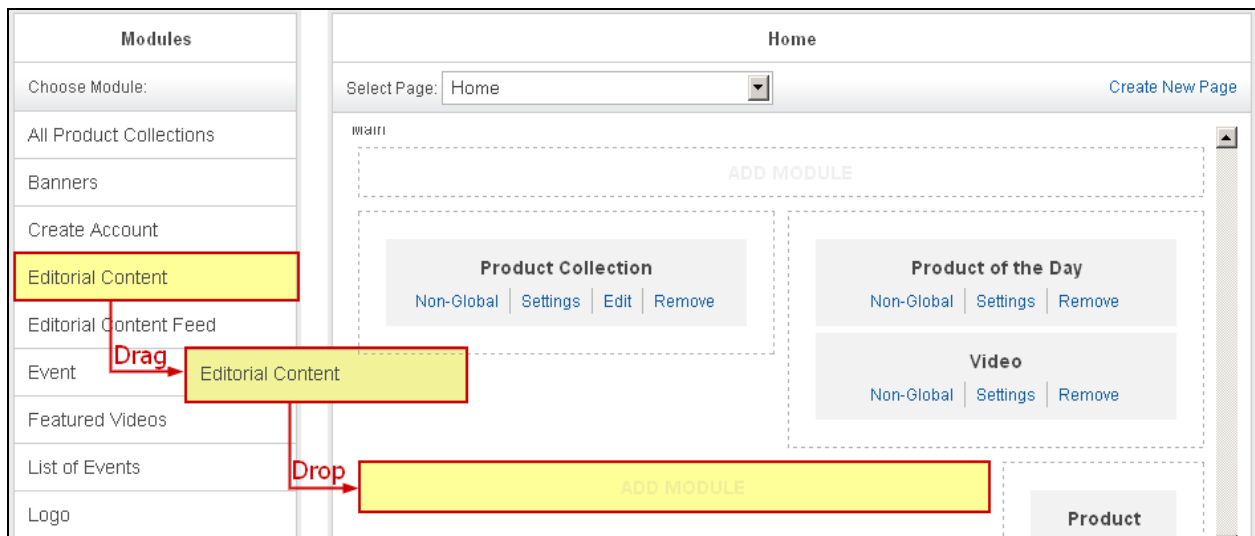 Modules
Choose Module:
All Product Collections
Banners
Create Account
Editorial Content
Editorial Content Feed
Event
Featured Videos
List of Events
Logo
Drag
Editorial Content
Drop
Home
Select Page: Home
Create New Page
Main
ADD MODULE
Product Collection
Non-Global Settings Edit Remove
Product of the Day
Non-Global Settings Remove
Video
Non-Global Settings Remove
ADD MODULE
Product